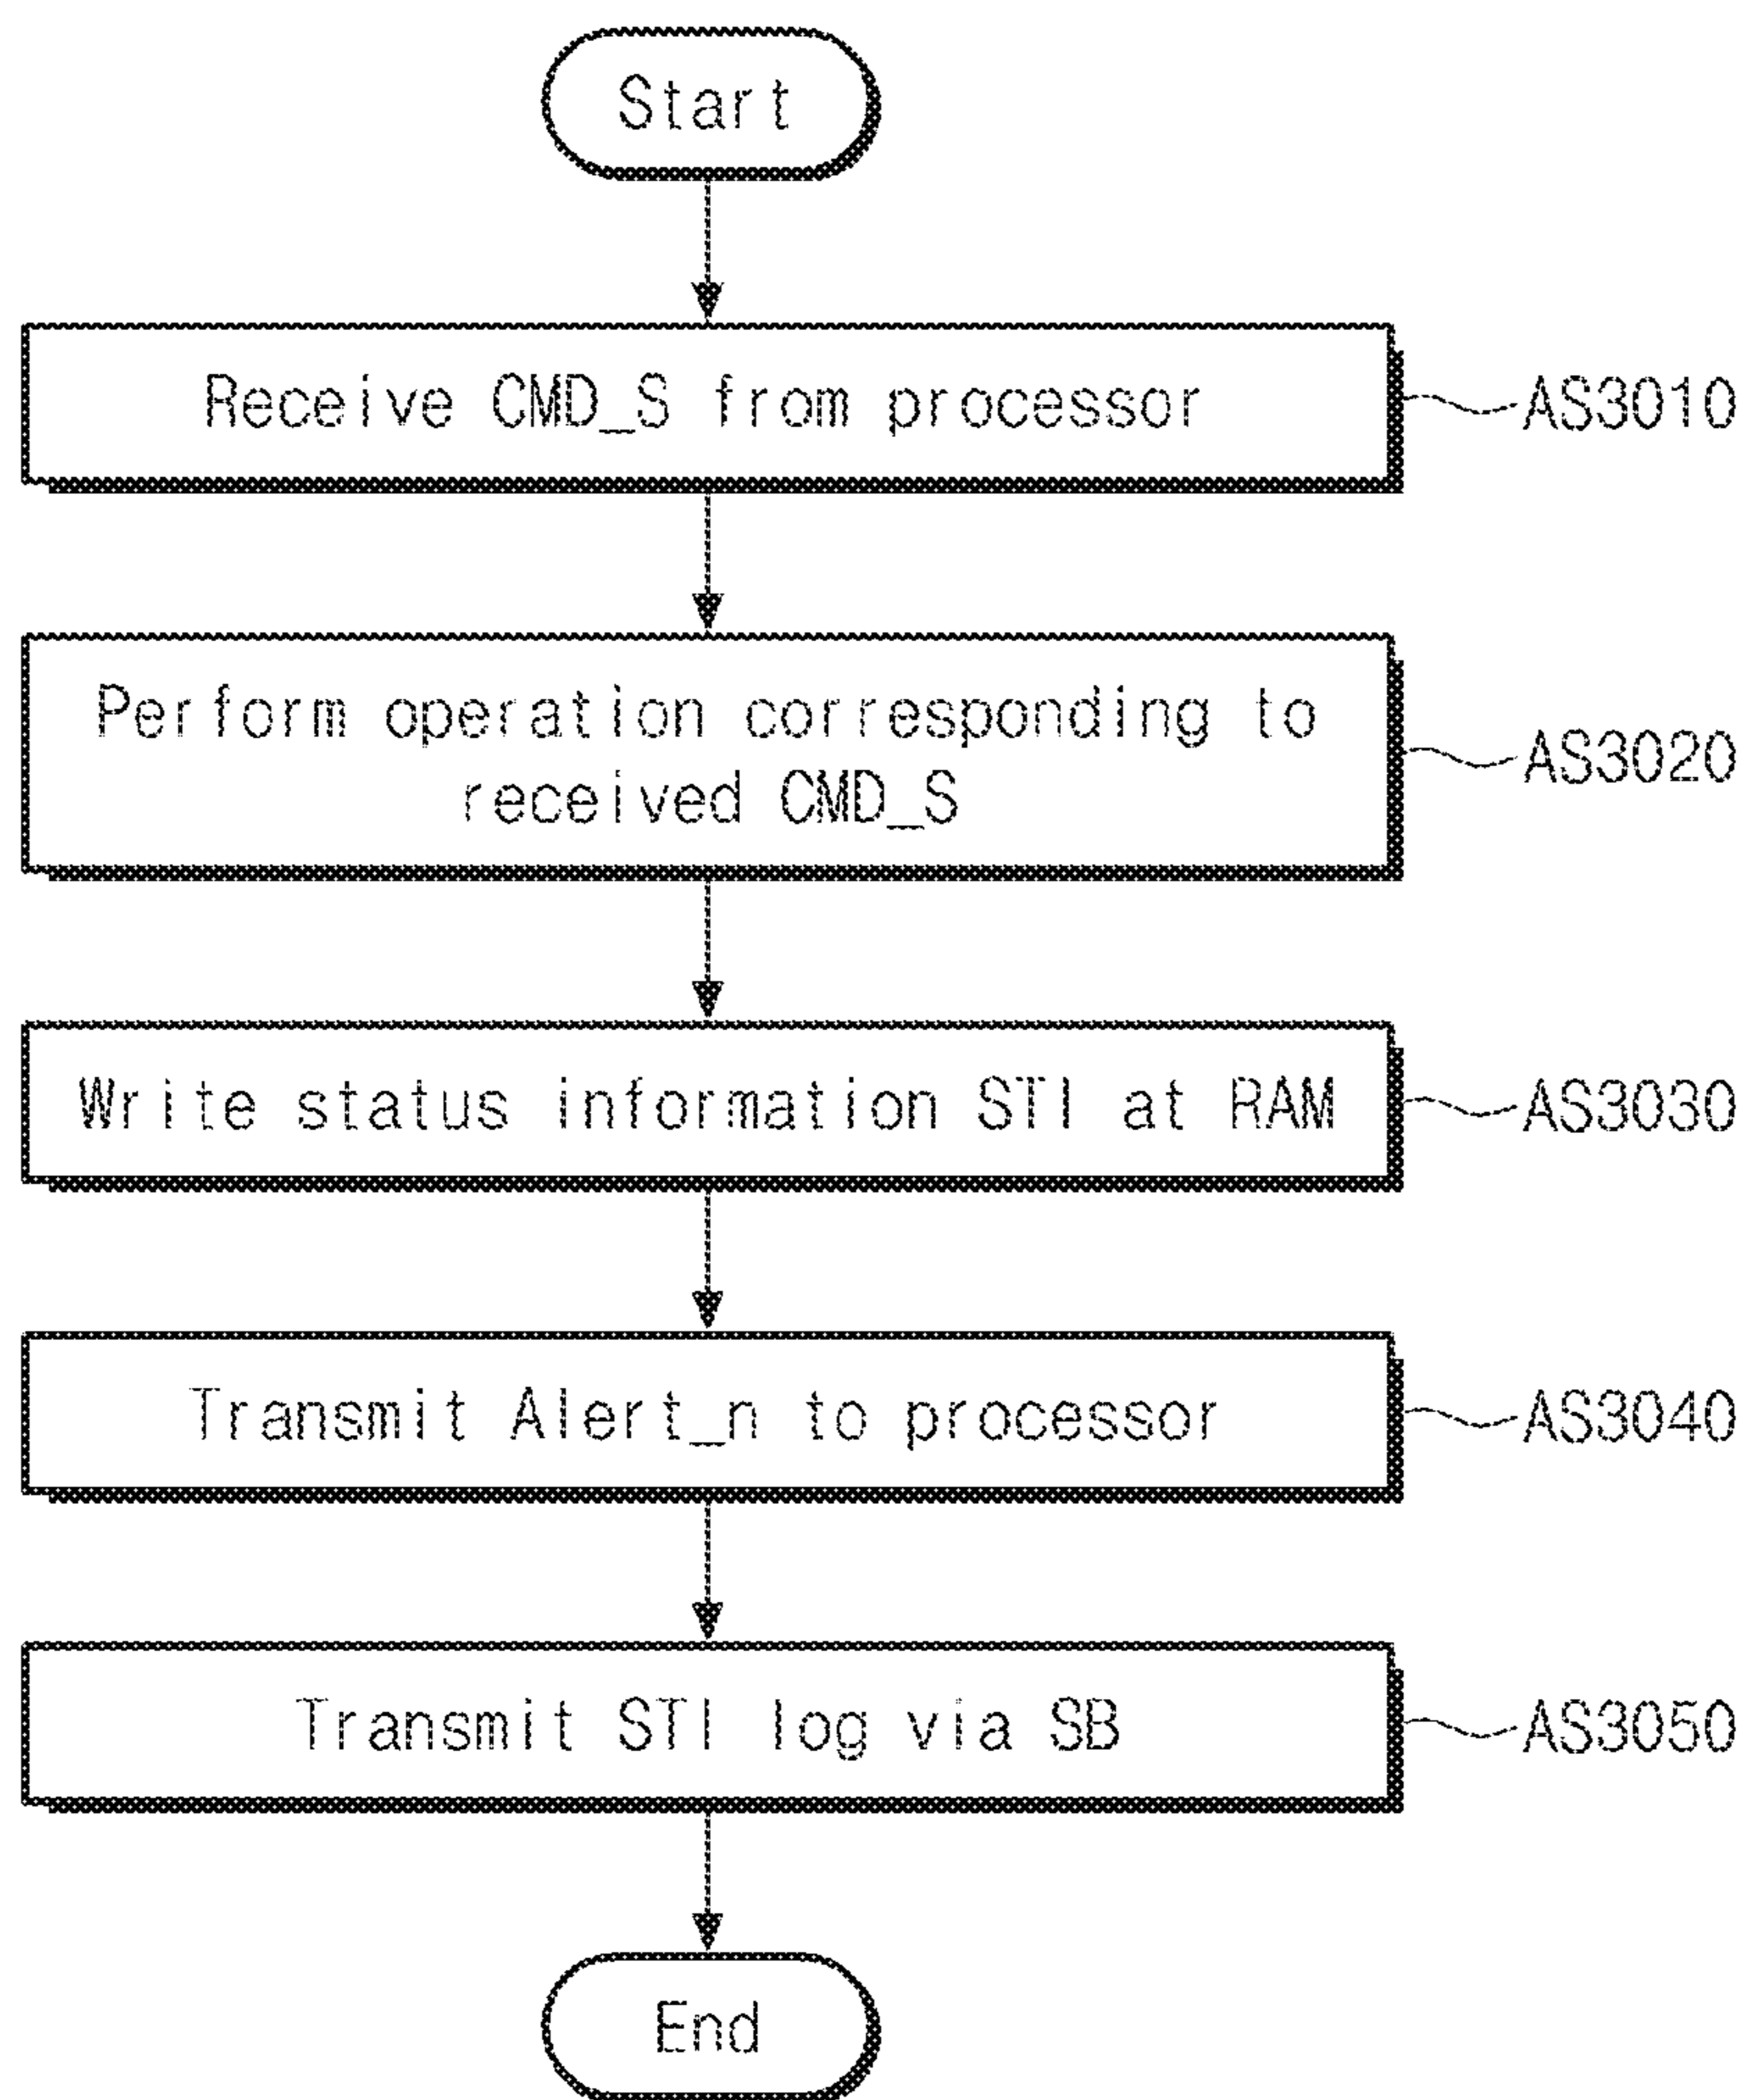 Start
Receive CMD_S from processor
AS3010
Perform operation corresponding to
received CMD_S
AS3020
Write status information STI at RAM
AS3030
Transmit Alert_n to processor
AS3040
Transmit STI log via SB
AS3050
End